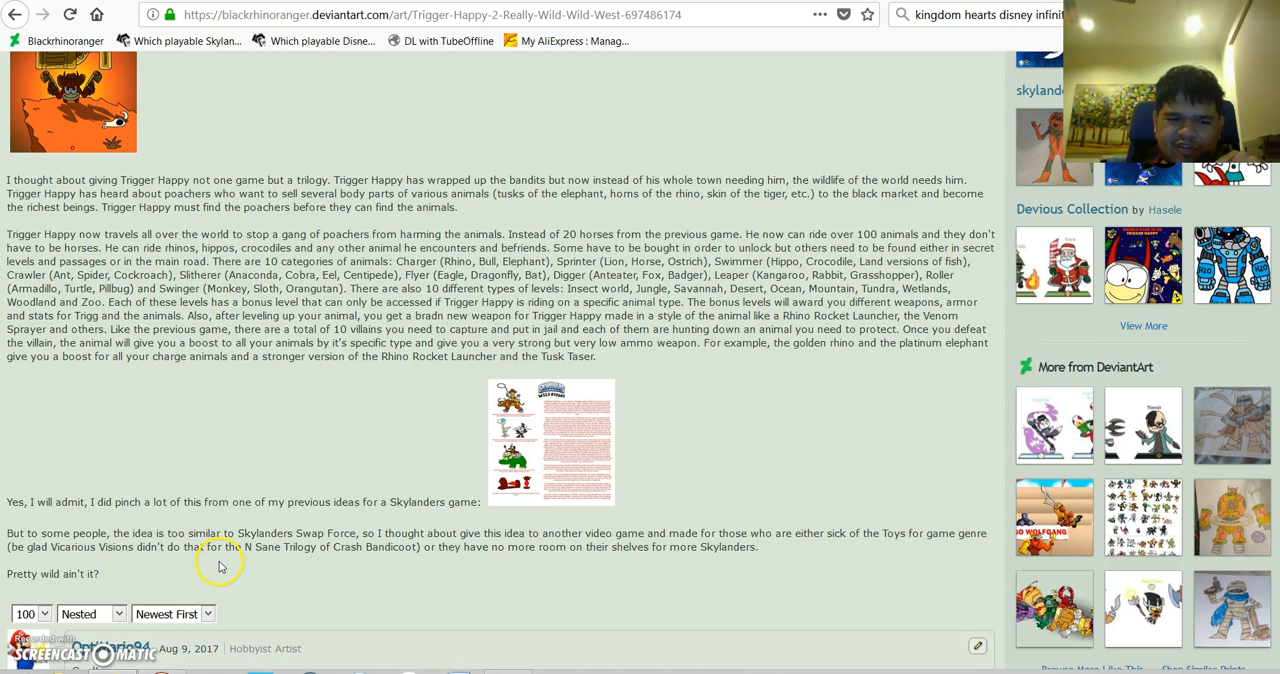 https://blackrhinoranger.deviantart.com/art/Trigger-Happy-2-Really-Wild-Wild-West-697486174
kingdom hearts disney infinit
Blackrhinoranger
Which playable Skylan...
Which playable Disne...
DL with TubeOffline
My AliExpress : Manag...
I thought about giving Trigger Happy not one game but a trilogy. Trigger Happy has wrapped up the bandits but now instead of his whole town needing him, the wildlife of the world needs him.
Trigger Happy has heard about poachers who want to sell several body parts of various animals (tusks of the elephant, horns of the rhino, skin of the tiger, etc.) to the black market and become
the richest beings. Trigger Happy must find the poachers before they can find the animals.
Trigger Happy now travels all over the world to stop a gang of poachers from harming the animals. Instead of 20 horses from the previous game. He now can ride over 100 animals and they don't
have to be horses. He can ride rhinos, hippos, crocodiles and any other animal he encounters and befriends. Some have to be bought in order to unlock but others need to be found either in secret
levels and passages or in the main road. There are 10 categories of animals: Charger (Rhino, Bull, Elephant), Sprinter (Lion, Horse, Ostrich), Swimmer (Hippo, Crocodile, Land versions of fish),
Crawler (Ant, Spider, Cockroach), Slitherer (Anaconda, Cobra, Eel, Centipede), Flyer (Eagle, Dragonfly, Bat), Digger (Anteater, Fox, Badger), Leaper (Kangaroo, Rabbit, Grasshopper), Roller
(Armadillo, Turtle, Pillbug) and Swinger (Monkey, Sloth, Orangutan). There are also 10 different types of levels: Insect world, Jungle, Savannah, Desert, Ocean, Mountain, Tundra, Wetlands,
Woodland and Zoo. Each of these levels has a bonus level that can only be accessed if Trigger Happy is riding on a specific animal type. The bonus levels will award you different weapons, armor
and stats for Trigg and the animals. Also, after leveling up your animal, you get a bradn new weapon for Trigger Happy made in a style of the animal like a Rhino Rocket Launcher, the Venom
Sprayer and others. Like the previous game, there are a total of 10 villains you need to capture and put in jail and each of them are hunting down an animal you need to protect. Once you defeat
the villain, the animal will give you a boost to all your animals by it's specific type and give you a very strong but very low ammo weapon. For example, the golden rhino and the platinum elephant
give you a boost for all your charge animals and a stronger version of the Rhino Rocket Launcher and the Tusk Taser.
Yes, I will admit, I did pinch a lot of this from one of my previous ideas for a Skylanders game:
But to some people, the idea is too similar to Skylanders Swap Force, so I thought about give this idea to another video game and made for those who are either sick of the Toys for game genre
(be glad Vicarious Visions didn't do that for the N Sane Trilogy of Crash Bandicoot) or they have no more room on their shelves for more Skylanders.
Pretty wild ain't it?
100
Nested
Newest First
Optimario94 Aug 9, 2017 | Hobbyist Artist
Recorded with
SCREENCAST-O-MATIC
skyland
Devious Collection by Hasele
View More
More from DeviantArt
GO WOLFGANG
Browse More Like This
Shop Similar Prints